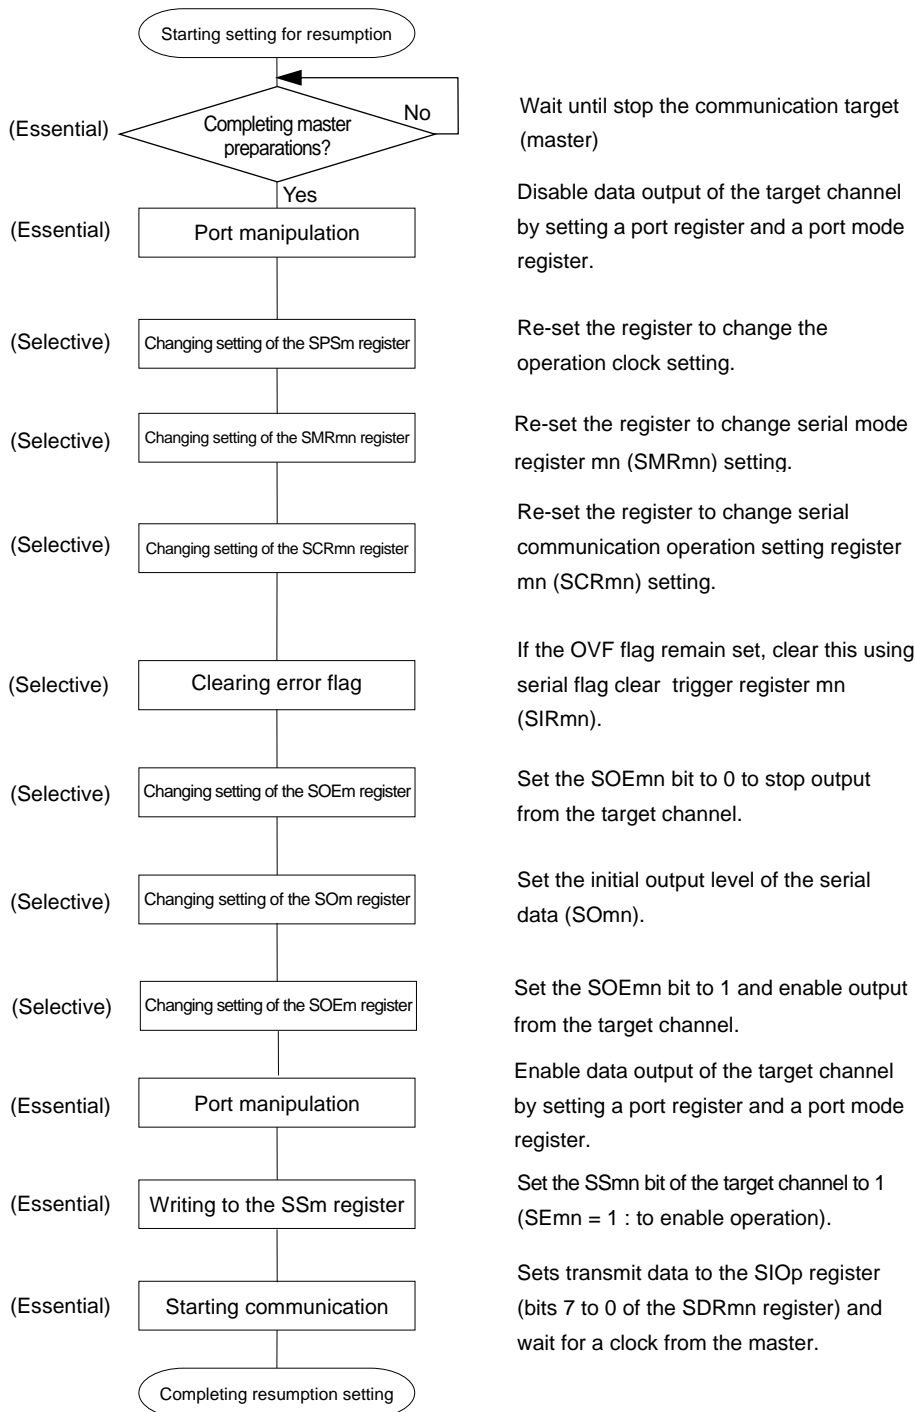 Starting setting for resumption
No
(Essential)
Completing master
preparations?
Wait until stop the communication target
(master)
Yes
(Essential)
Port manipulation
Disable data output of the target channel
by setting a port register and a port mode
register.
(Selective)
Changing setting of the SPSm register
Re-set the register to change the
operation clock setting.
(Selective)
Changing setting of the SMRmn register
Re-set the register to change serial mode
register mn (SMRmn) setting.
(Selective)
Changing setting of the SCRmn register
Re-set the register to change serial
communication operation setting register
mn (SCRmn) setting.
(Selective)
Clearing error flag
If the OVF flag remain set, clear this using
serial flag clear trigger register mn
(SIRmn).
(Selective)
Changing setting of the SOEm register
Set the SOEmn bit to 0 to stop output
from the target channel.
(Selective)
Changing setting of the SOm register
Set the initial output level of the serial
data (SOmn).
(Selective)
Changing setting of the SOEm register
Set the SOEmn bit to 1 and enable output
from the target channel.
(Essential)
Port manipulation
Enable data output of the target channel
by setting a port register and a port mode
register.
(Essential)
Writing to the SSm register
Set the SSmn bit of the target channel to 1
(SEmn = 1 : to enable operation).
(Essential)
Starting communication
Sets transmit data to the SIOp register
(bits 7 to 0 of the SDRmn register) and
wait for a clock from the master.
Completing resumption setting